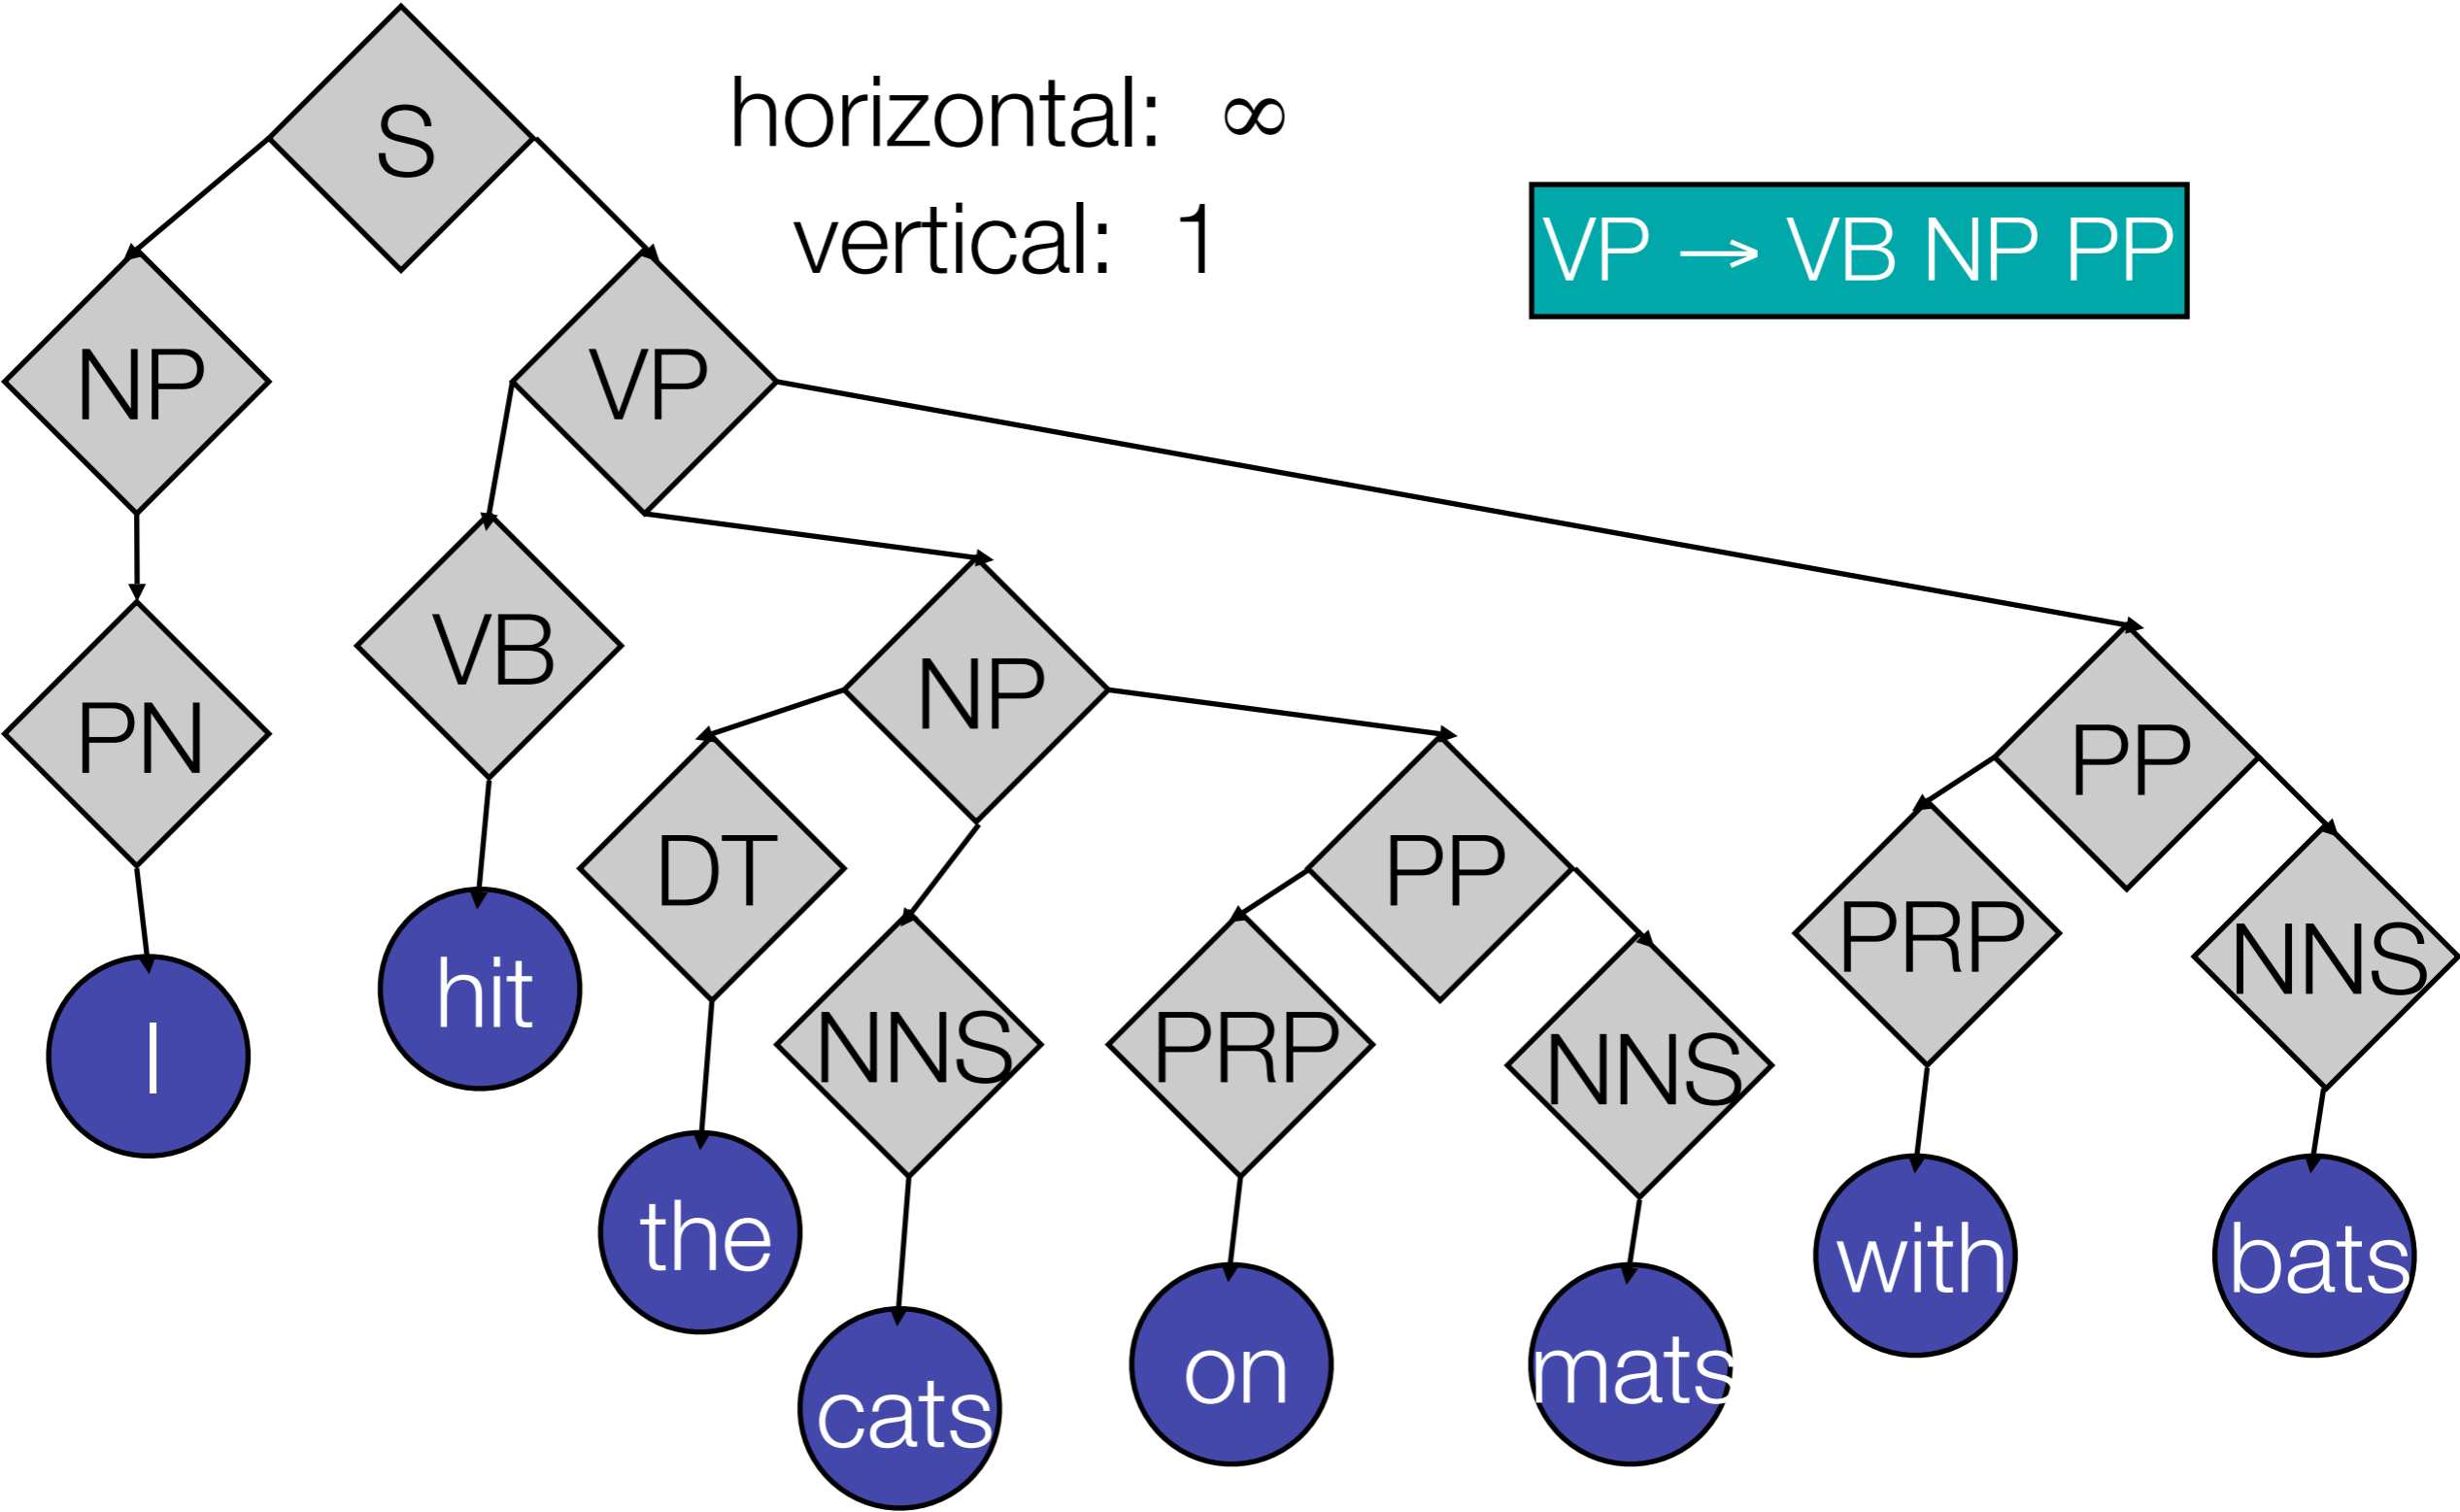 S
horizontal: ∞
vertical: 1
VP → VB NP PP
NP
VP
VB
NP
PP
PN
DT
PP
PRP
NNS
hit
NNS
PRP
NNS
I
the
with
bats
cats
on
mats